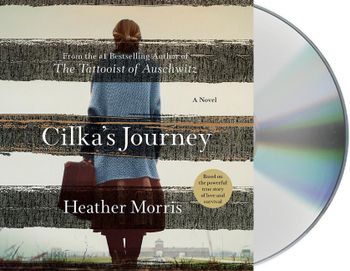 From the #1 Bestselling Author of
The Tattooist of Auschwitz
A Novel
Cilka's Journey
Based on
the powerful
true story
of love and
survival
Heather Morris